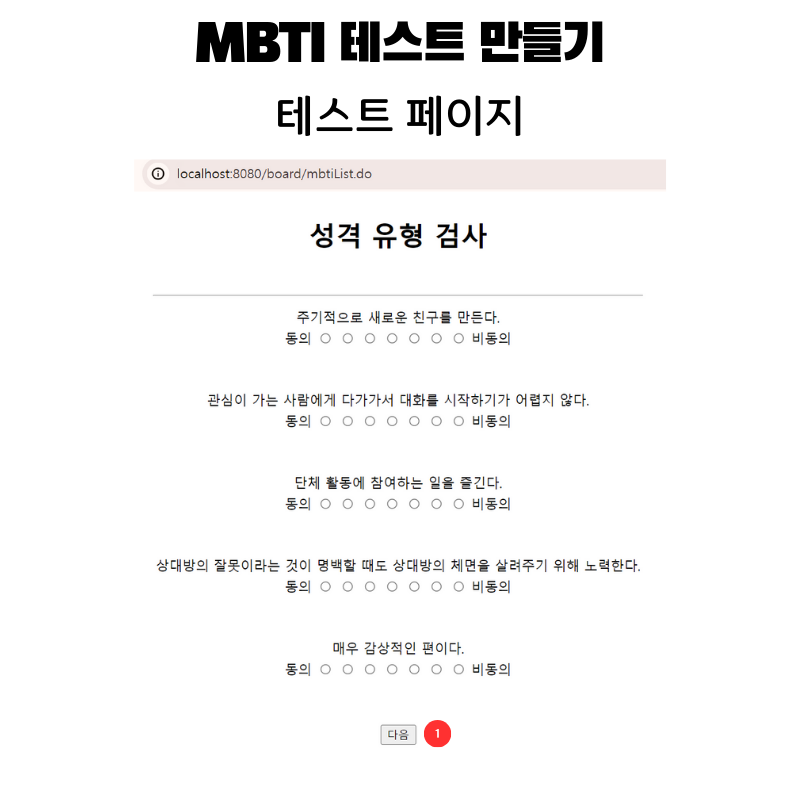 MBTI 테스트 만들기
테스트 페이지
localhost:8080/board/mbtiList.do
성격 유형 검사
주기적으로 새로운 친구를 만든다.
동의 비동의
관심이 가는 사람에게 다가가서 대화를 시작하기가 어렵지 않다.
동의 비동의
단체 활동에 참여하는 일을 즐긴다.
동의 비동의
상대방의 잘못이라는 것이 명백할 때도 상대방의 체면을 살려주기 위해 노력한다.
동의 비동의
매우 감상적인 편이다.
동의 비동의
다음 1